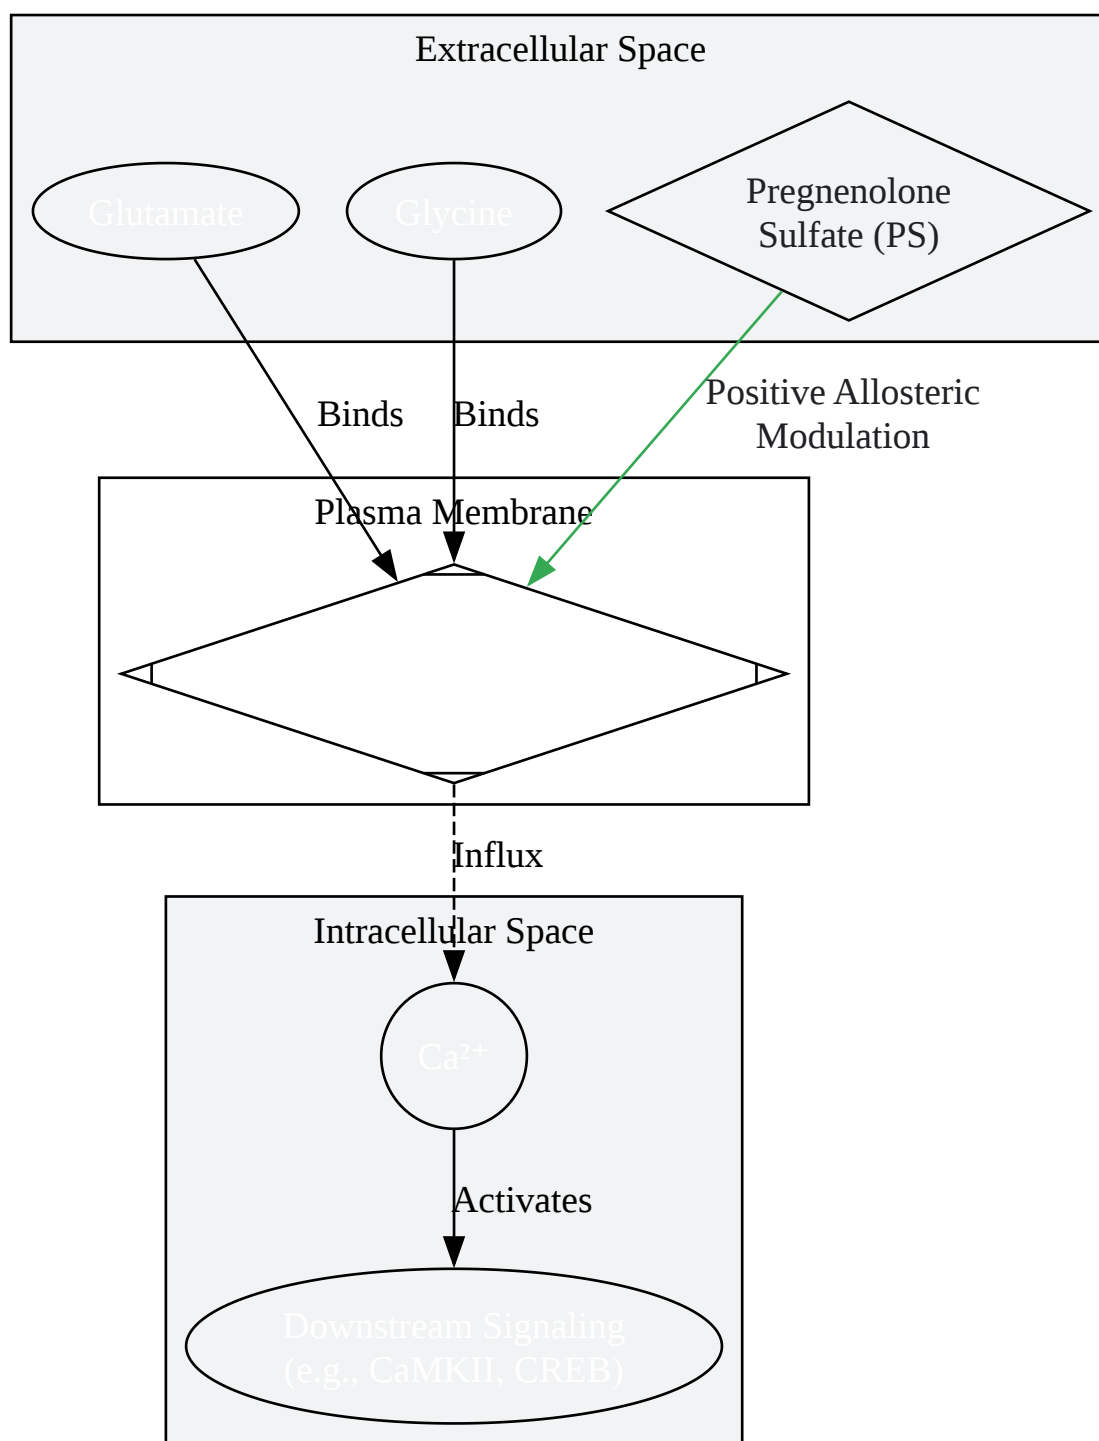 Extracellular Space
Glutamate
Glycine
Pregnenolone
Sulfate (PS)
Binds
Binds
Positive Allosteric
Modulation
Plasma Membrane
Influx
Intracellular Space
Ca²⁺
Activates
Downstream Signaling
(e.g., CaMKII, CREB)